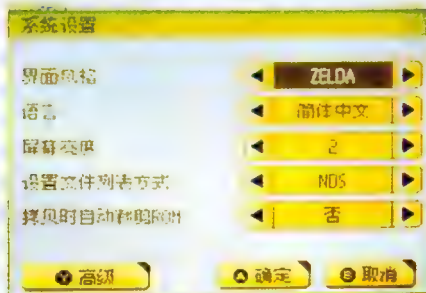 系统设置
界面风格 ZELDA
语言 简体中文
屏幕亮度 2
设置文件列表方式 NDS
拷贝时自动裁剪ROM 否
高级 确定 取消